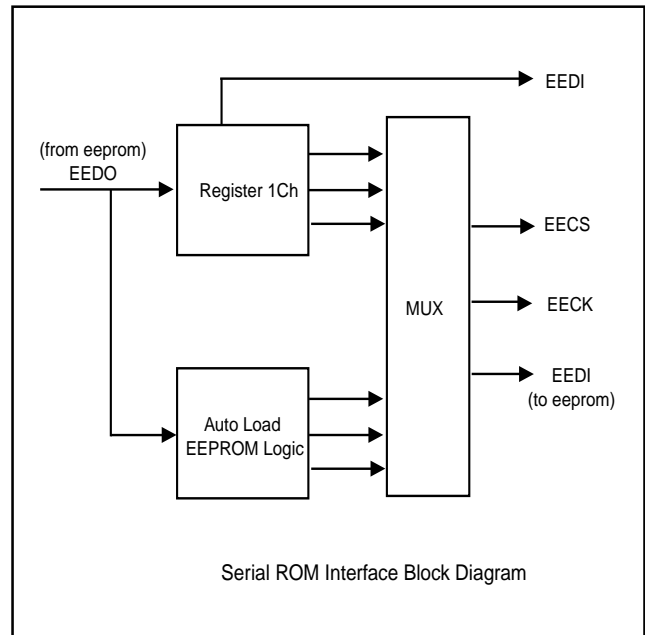 EEDI
(from eeprom)
EEDO
Register 1Ch
EECS
MUX
EECK
EEDI
(to eeprom)
Auto Load
EEPROM Logic
Serial ROM Interface Block Diagram